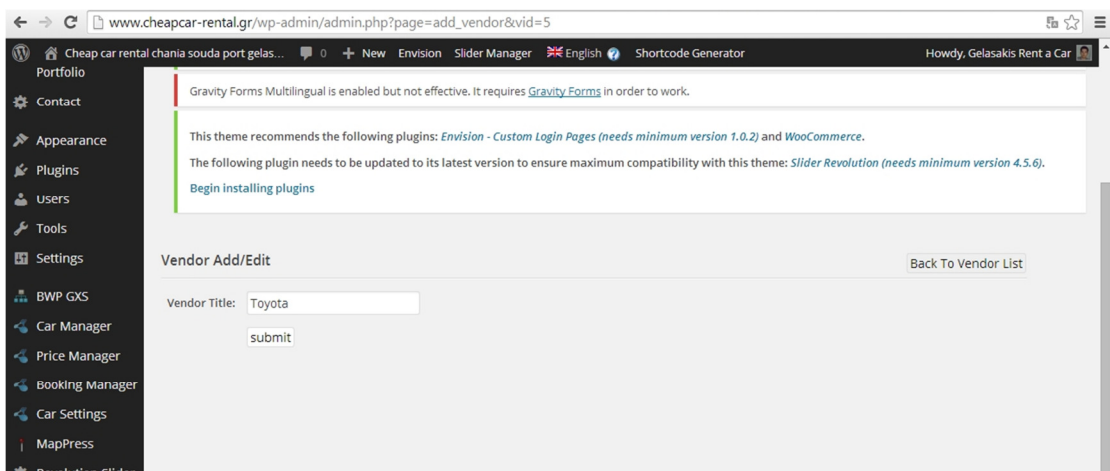 www.cheapcar-rental.gr/wp-admin/admin.php?page=add_vendor&vid=5
Cheap car rental chania souda port gelas... 0 + New Envision Slider Manager English Shortcode Generator Howdy, Gelasakis Rent a Car
Portfolio
Contact
Appearance
Plugins
Users
Tools
Settings
BWP GXS
Car Manager
Price Manager
Booking Manager
Car Settings
MapPress
Revolution Slider
Gravity Forms Multilingual is enabled but not effective. It requires Gravity Forms in order to work.
This theme recommends the following plugins: Envision - Custom Login Pages (needs minimum version 1.0.2) and WooCommerce.
The following plugin needs to be updated to its latest version to ensure maximum compatibility with this theme: Slider Revolution (needs minimum version 4.5.6).
Begin installing plugins
Vendor Add/Edit
Back To Vendor List
Vendor Title: Toyota
submit